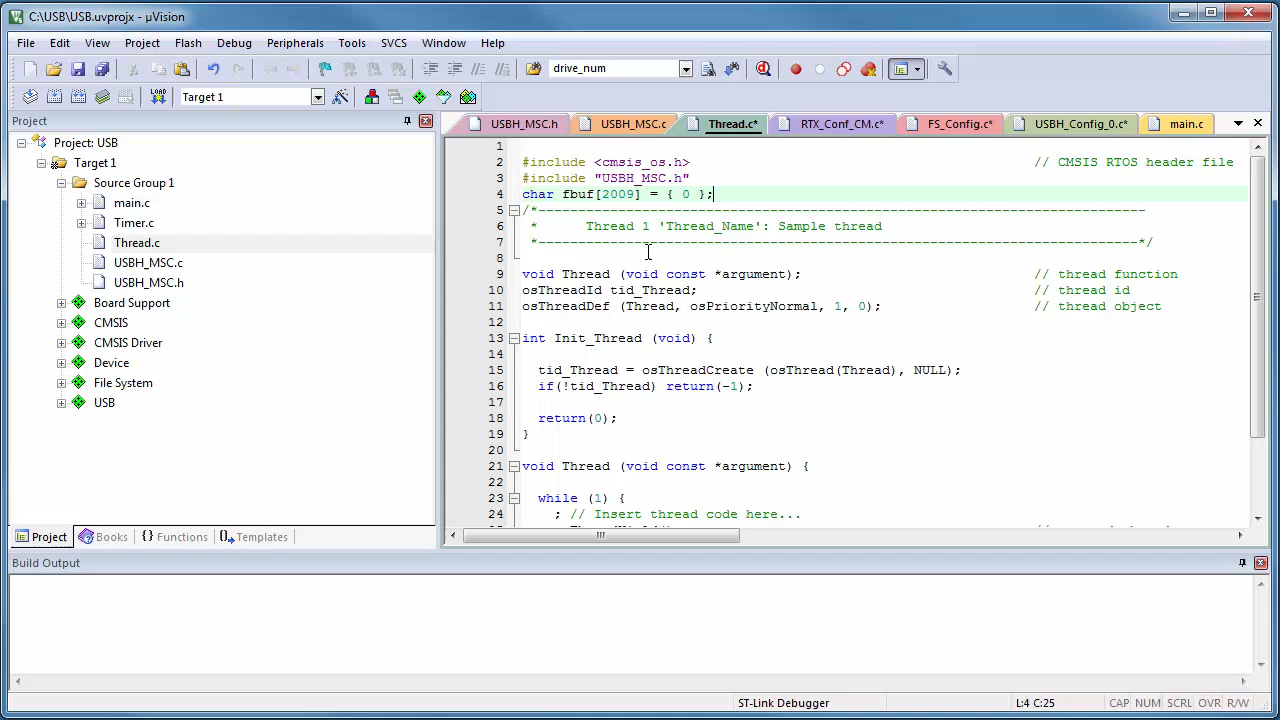 C:\USB\USB.uvprojx - µVision
File Edit View Project Flash Debug Peripherals Tools SVCS Window Help
drive_num
LOAD Target 1
Project
USBH_MSC.h USBH_MSC.c Thread.c* RTX_Conf_CM.c* FS_Config.c* USBH_Config_0.c* main.c
Project: USB
Target 1
Source Group 1
main.c
Timer.c
Thread.c
USBH_MSC.c
USBH_MSC.h
Board Support
CMSIS
CMSIS Driver
Device
File System
USB
1
2 #include <cmsis_os.h> // CMSIS RTOS header file
3 #include "USBH_MSC.h"
4 char fbuf[2009] = { 0 };
5 /*----------------------------------------------------------------------------
6 *      Thread 1 'Thread_Name': Sample thread
7 *---------------------------------------------------------------------------*/
8
9 void Thread (void const *argument); // thread function
10 osThreadId tid_Thread; // thread id
11 osThreadDef (Thread, osPriorityNormal, 1, 0); // thread object
12
13 int Init_Thread (void) {
14
15 tid_Thread = osThreadCreate (osThread(Thread), NULL);
16 if(!tid_Thread) return(-1);
17
18 return(0);
19 }
20
21 void Thread (void const *argument) {
22
23 while (1) {
24 ; // Insert thread code here...
Project Books {} Functions Templates
Build Output
ST-Link Debugger L:4 C:25 CAP NUM SCRL OVR R/W